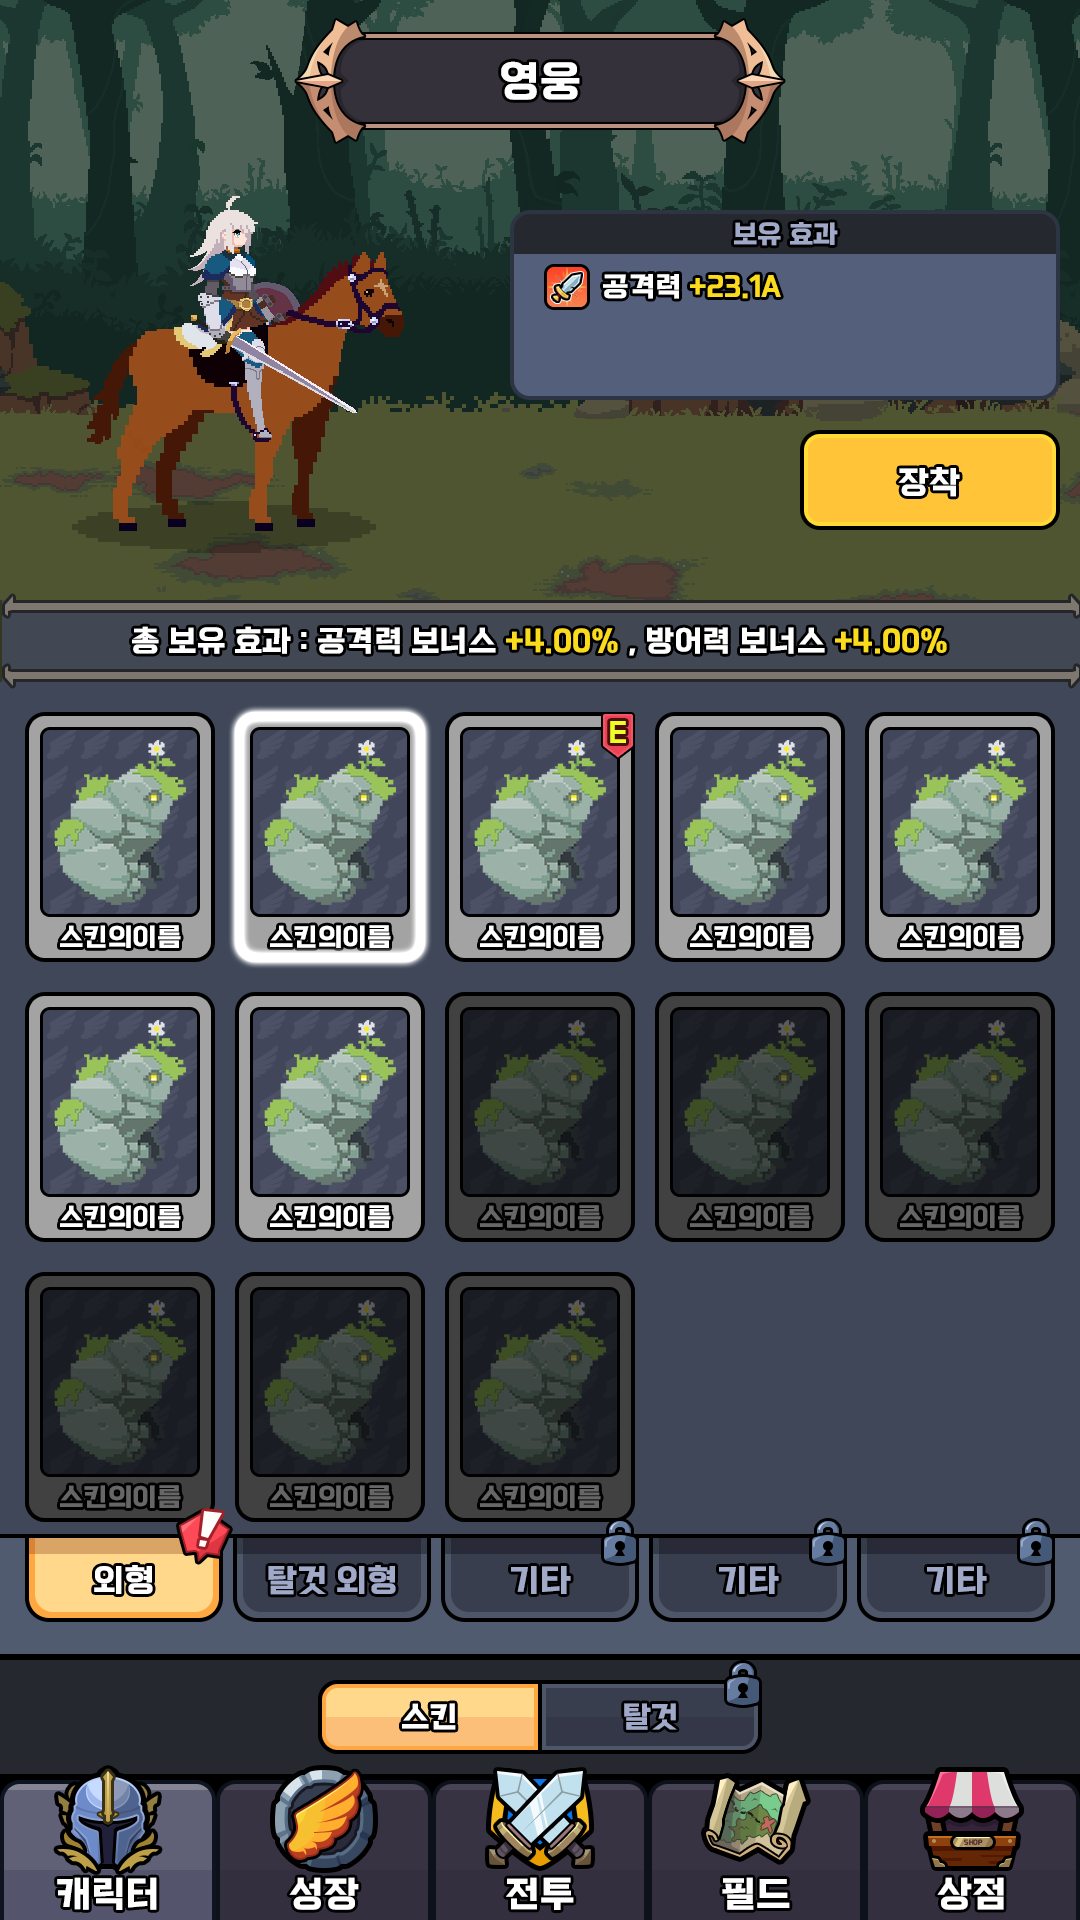 영웅
보유 효과
공격력 +23.1A
장착
총 보유 효과 : 공격력 보너스 +4.00% , 방어력 보너스 +4.00%
E
스킨의이름 스킨의이름 스킨의이름 스킨의이름 스킨의이름
스킨의이름 스킨의이름 스킨의이름 스킨의이름 스킨의이름
스킨의이름 스킨의이름 스킨의이름
외형 탈것 외형 기타 기타 기타
스킨 탈것
SHOP
캐릭터 성장 전투 필드 상점